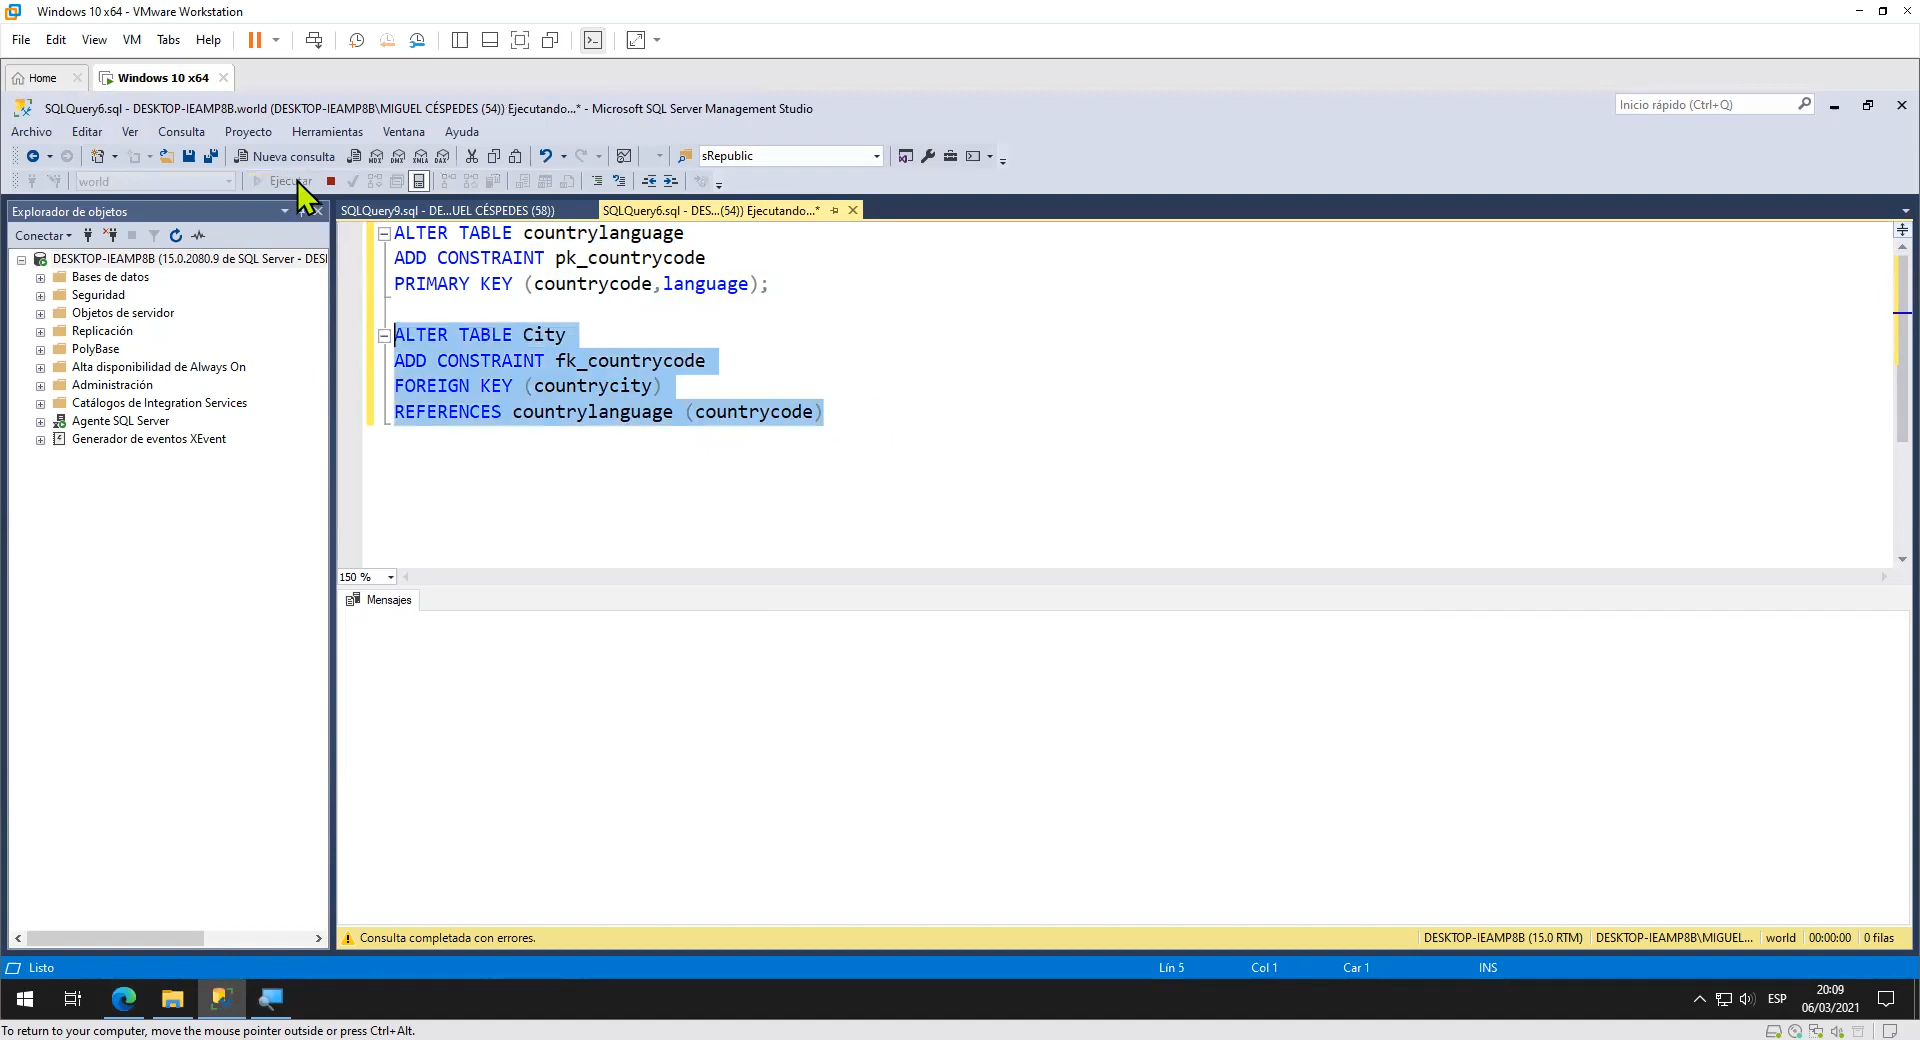 Windows 10 x64 - VMware Workstation
File Edit View VM Tabs Help
Home
Windows 10 x64
SQLQuery6.sql - DESKTOP-IEAMP8B.world (DESKTOP-IEAMP8B\MIGUEL CÉSPEDES (54)) Ejecutando...* - Microsoft SQL Server Management Studio
Inicio rápido (Ctrl+Q)
Archivo Editar Ver Consulta Proyecto Herramientas Ventana Ayuda
Nueva consulta
MDX DMX XMLA DAX
sRepublic
world
Ejecutar
Explorador de objetos
SQLQuery9.sql - DE...UEL CÉSPEDES (58))
SQLQuery6.sql - DES...(54)) Ejecutando...*
Conectar
DESKTOP-IEAMP8B (15.0.2080.9 de SQL Server - DESI
Bases de datos
Seguridad
Objetos de servidor
Replicación
PolyBase
Alta disponibilidad de Always On
Administración
Catálogos de Integration Services
Agente SQL Server
Generador de eventos XEvent
ALTER TABLE countrylanguage
ADD CONSTRAINT pk_countrycode
PRIMARY KEY (countrycode,language);
ALTER TABLE City
ADD CONSTRAINT fk_countrycode
FOREIGN KEY (countrycity)
REFERENCES countrylanguage (countrycode)
150 %
Mensajes
Consulta completada con errores.
DESKTOP-IEAMP8B (15.0 RTM) DESKTOP-IEAMP8B\MIGUEL... world 00:00:00 0 filas
Listo
Lín 5 Col 1 Car 1 INS
ESP
20:09
06/03/2021
To return to your computer, move the mouse pointer outside or press Ctrl+Alt.